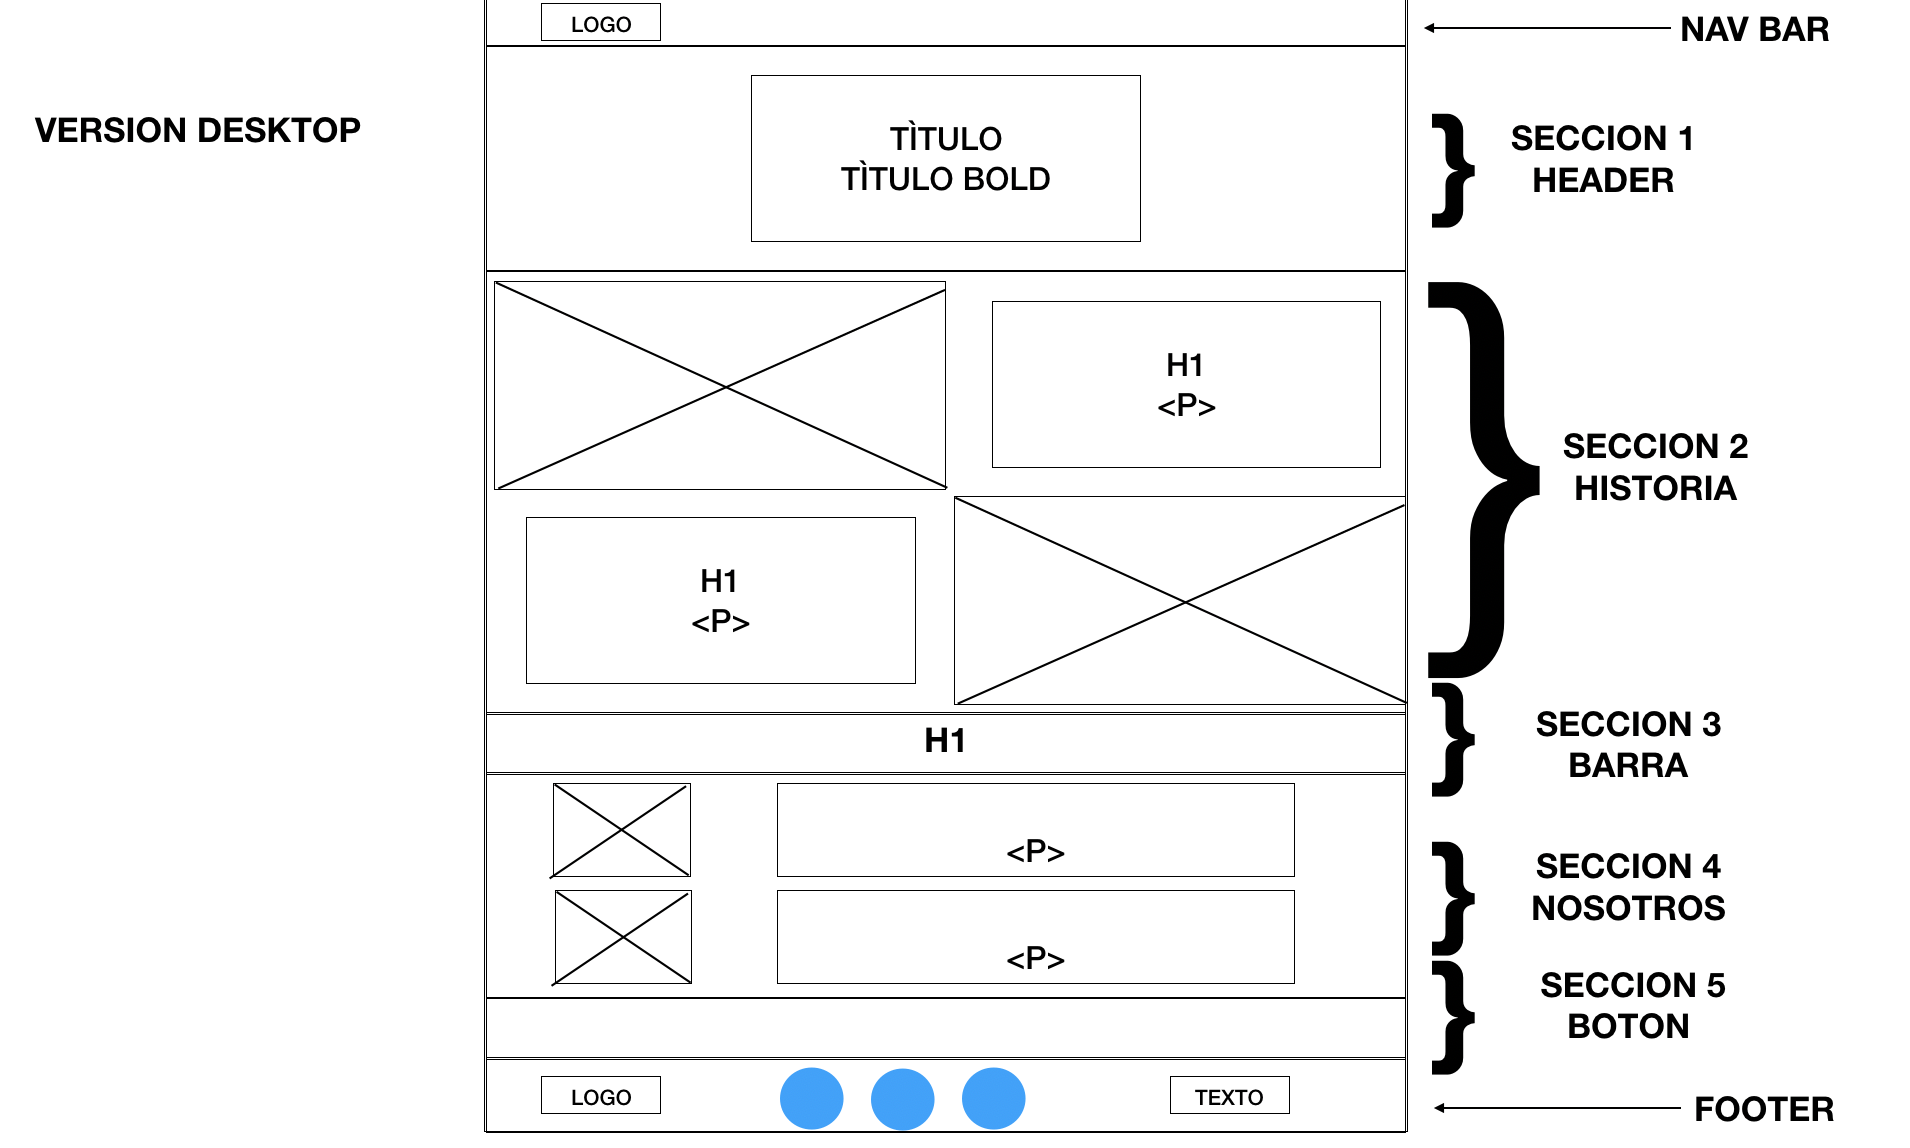 LOGO
NAV BAR
VERSION DESKTOP
TÌTULO
TÌTULO BOLD
SECCION 1
HEADER
H1
<P>
H1
<P>
SECCION 2
HISTORIA
H1
SECCION 3
BARRA
<P>
<P>
SECCION 4
NOSOTROS
SECCION 5
BOTON
LOGO
TEXTO
FOOTER